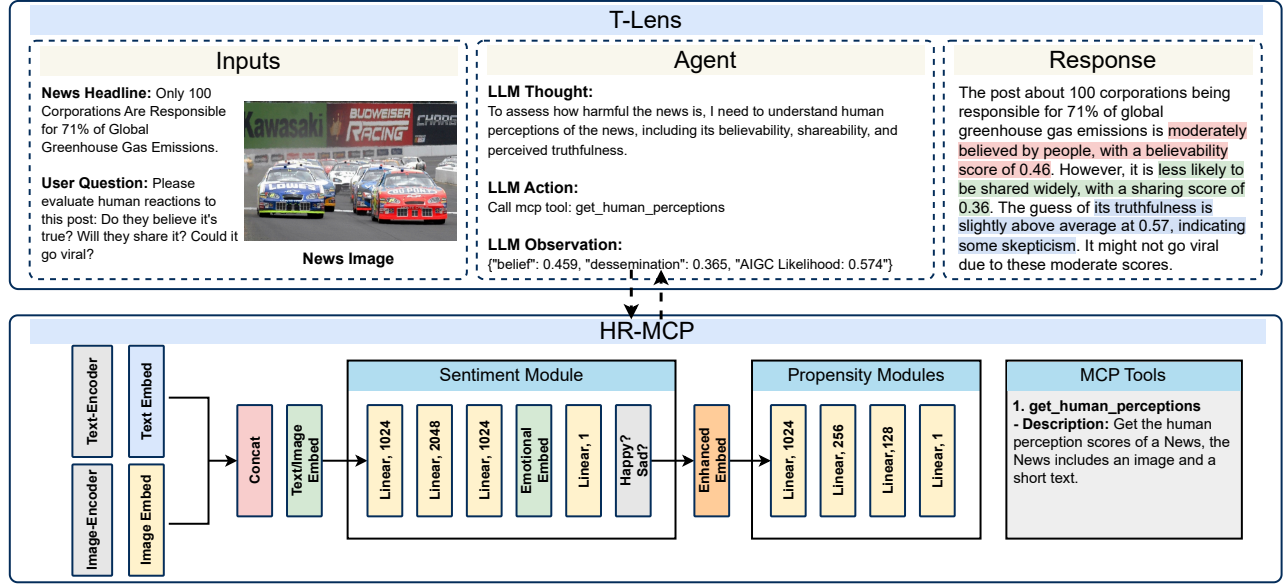 T-Lens
Inputs
News Headline: Only 100
Corporations Are Responsible
for 71% of Global
Greenhouse Gas Emissions.
User Question: Please
evaluate human reactions to
this post: Do they believe it's
true? Will they share it? Could it
go viral?
Kawasaki
BUDWEISER
RACING
LOWE'S
News Image
Agent
LLM Thought:
To assess how harmful the news is, I need to understand human
perceptions of the news, including its believability, shareability, and
perceived truthfulness.
LLM Action:
Call mcp tool: get_human_perceptions
LLM Observation:
{"belief": 0.459, "dessemination": 0.365, "AIGC Likelihood: 0.574"}
Response
The post about 100 corporations being
responsible for 71% of global
greenhouse gas emissions is moderately
believed by people, with a believability
score of 0.46. However, it is less likely to
be shared widely, with a sharing score of
0.36. The guess of its truthfulness is
slightly above average at 0.57, indicating
some skepticism. It might not go viral
due to these moderate scores.
HR-MCP
Text-Encoder
Text Embed
Image-Encoder
Image Embed
Concat
Text/Image
Embed
Sentiment Module
Linear, 1024
Linear, 2048
Linear, 1024
Emotional
Embed
Linear, 1
Happy?
Sad?
Enhanced
Embed
Propensity Modules
Linear, 1024
Linear, 256
Linear,128
Linear, 1
MCP Tools
1. get_human_perceptions
- Description: Get the human
perception scores of a News, the
News includes an image and a
short text.